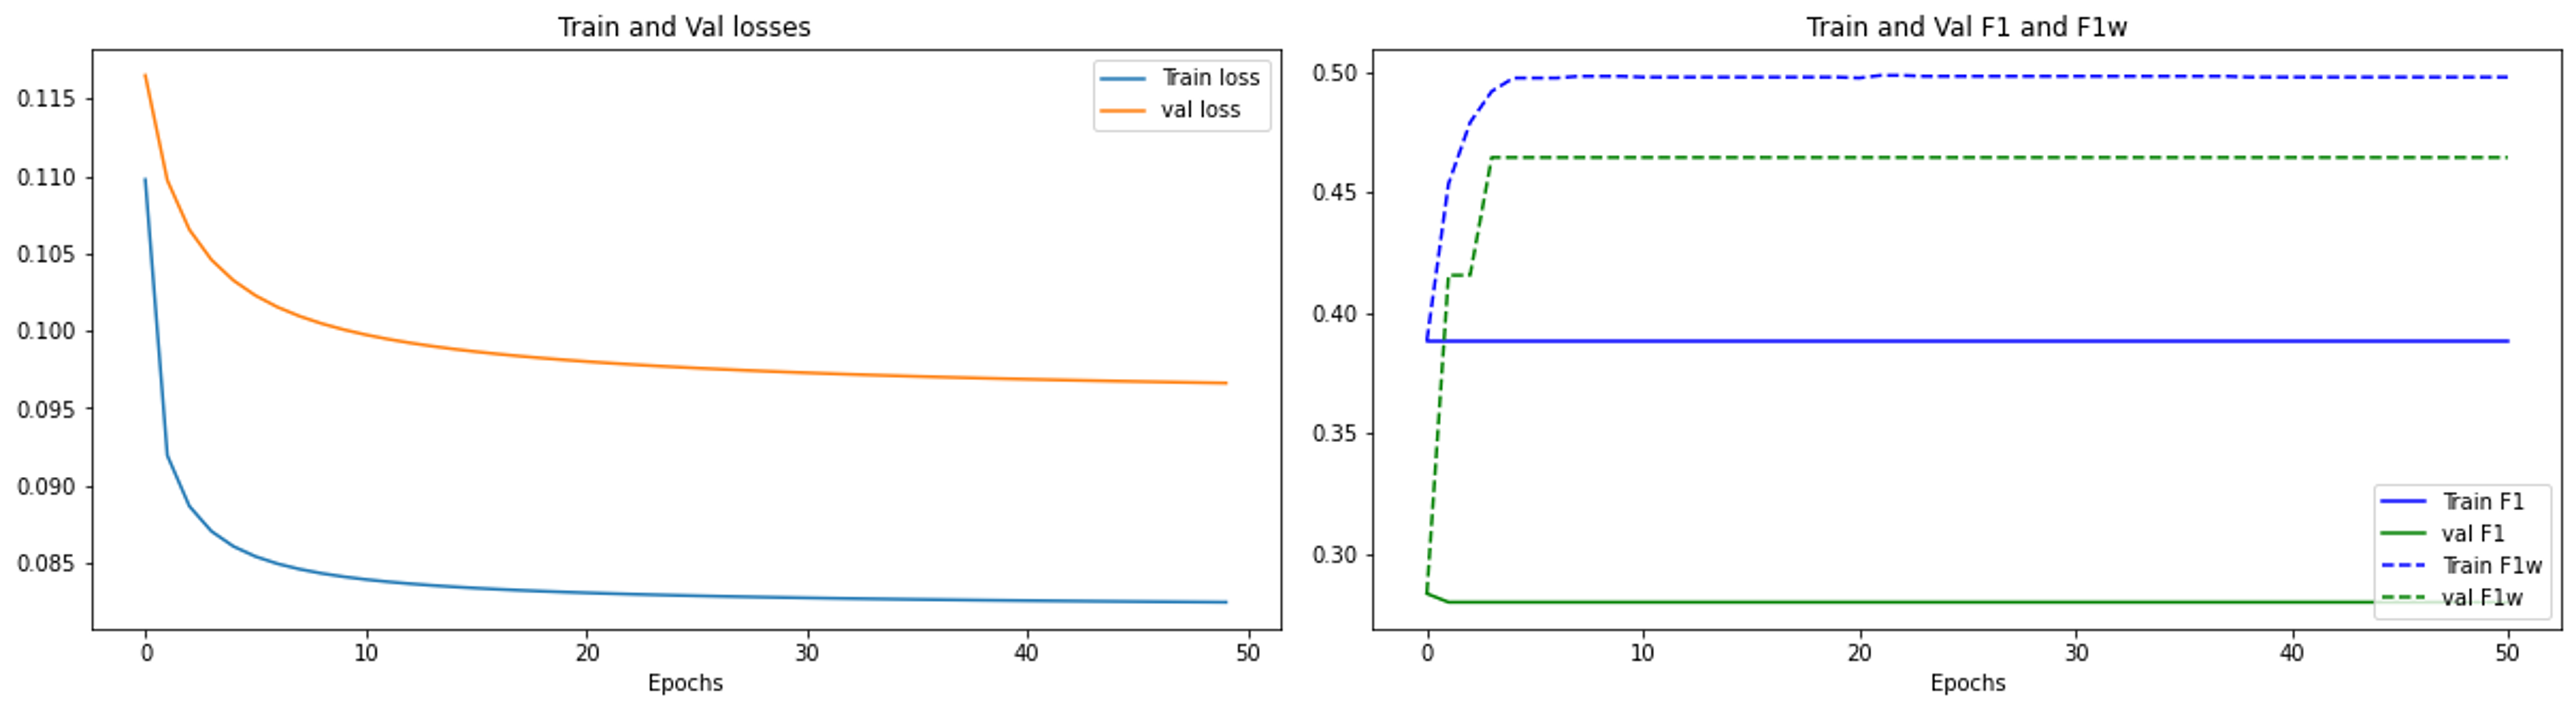 Train and Val losses
Train loss
val loss
0.115
0.110
0.105
0.100
0.095
0.090
0.085
0
10
20
30
40
50
Epochs
Train and Val F1 and F1w
0.50
0.45
0.40
0.35
0.30
Train F1
val F1
Train F1w
val F1w
0
10
20
30
40
50
Epochs